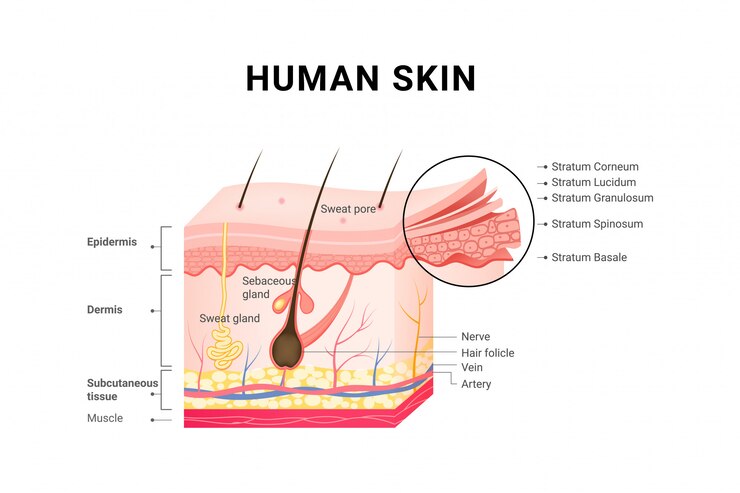 HUMAN SKIN
Stratum Corneum
Stratum Lucidum
Stratum Granulosum
Stratum Spinosum
Stratum Basale
Sweat pore
Epidermis
Sebaceous
gland
Dermis
Sweat gland
Nerve
Hair folicle
Vein
Artery
Subcutaneous
tissue
Muscle